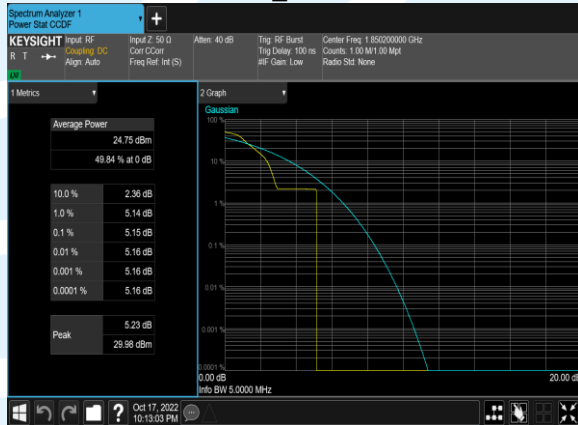 Spectrum Analyzer 1
Power Stat CCDF
KEYSIGHT
R T
LW
Input: RF
Coupling: DC
Align: Auto
Input Z: 50 Ω
Corr CCorr
Freq Ref: Int (S)
Atten: 40 dB
Trig: RF Burst
Trig Delay: 100 ns
#IF Gain: Low
Center Freq: 1.850200000 GHz
Counts: 1.00 M/1.00 Mpt
Radio Std: None
1 Metrics
Average Power
24.75 dBm
49.84 % at 0 dB
10.0 % 2.36 dB
1.0 % 5.14 dB
0.1 % 5.15 dB
0.01 % 5.16 dB
0.001 % 5.16 dB
0.0001 % 5.16 dB
Peak
5.23 dB
29.98 dBm
2 Graph
Gaussian
100 %
10 %
1 %
0.1 %
0.01 %
0.001 %
0.0001 %
0.00 dB
20.00 dB
Info BW 5.0000 MHz
?
Oct 17, 2022
10:13:03 PM